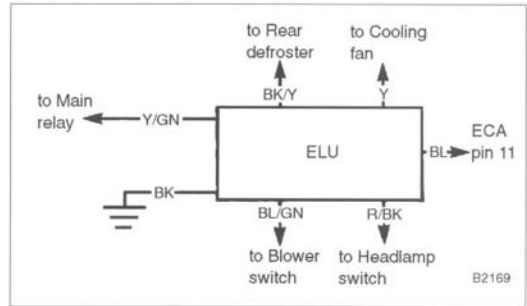 to Rear
defroster
to Cooling
fan
BK/Y
Y
to Main
relay
Y/GN
ELU
BL
ECA
pin 11
BK
BL/GN
R/BK
to Blower
switch
to Headlamp
switch
B2169